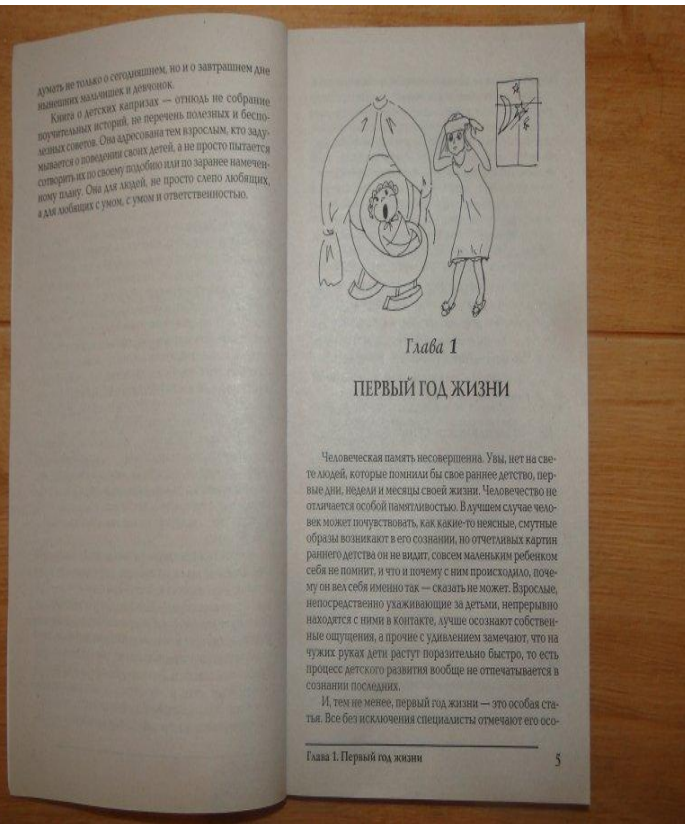 думать не только о сегодняшнем, но и о завтрашнем дне
нынешних мальчишек и девчонок.
Книга о детских капризах — отнюдь не собрание
поучительных историй, не перечень полезных и беспо-
лезных советов. Она адресована тем взрослым, кто заду-
мывается о поведении своих детей, а не просто пытается
сотворить их по своему подобию или по заранее намечен-
ному плану. Она для людей, не просто слепо любящих,
а для любящих с умом, с умом и ответственностью.
Глава 1
ПЕРВЫЙ ГОД ЖИЗНИ
Человеческая память несовершенна. Увы, нет на све-
те людей, которые помнили бы свое раннее детство, пер-
вые дни, недели и месяцы своей жизни. Человечество не
отличается особой памятливостью. В лучшем случае чело-
век может почувствовать, как какие-то неясные, смутные
образы возникают в его сознании, но отчетливых картин
раннего детства он не видит, совсем маленьким ребенком
себя не помнит, и что и почему с ним происходило, поче-
му он вел себя именно так — сказать не может. Взрослые,
непосредственно ухаживающие за детьми, непрерывно
находятся с ними в контакте, лучше осознают собствен-
ные ощущения, а прочие с удивлением замечают, что на
чужих руках дети растут поразительно быстро, то есть
процесс детского развития вообще не отпечатывается в
сознании последних.
И, тем не менее, первый год жизни — это особая ста-
тья. Все без исключения специалисты отмечают его осо-
Глава 1. Первый год жизни
5